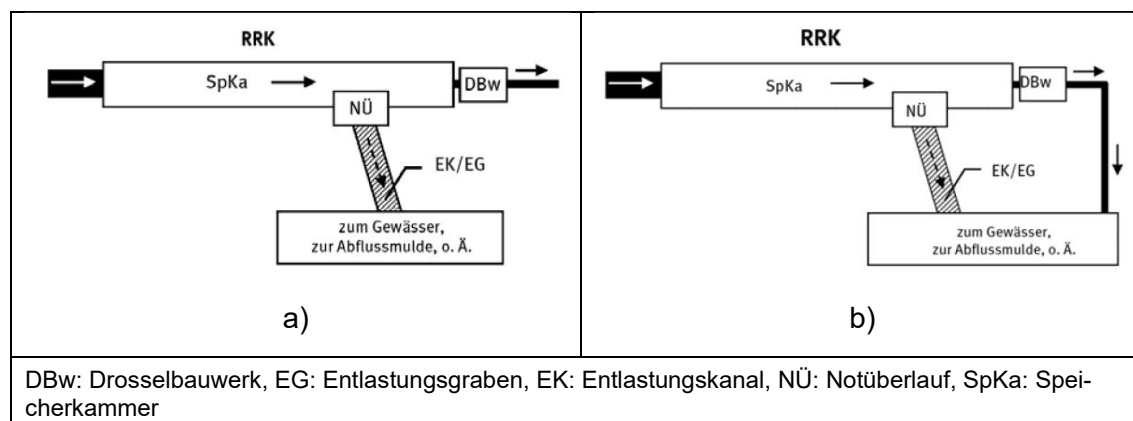 RRK
SpKa
DBw
NÜ
EK/EG
zum Gewässer,
zur Abflussmulde, o. Ä.
a)
RRK
SpKa
DBw
NÜ
EK/EG
zum Gewässer,
zur Abflussmulde, o. Ä.
b)
DBw: Drosselbauwerk, EG: Entlastungsgraben, EK: Entlastungskanal, NÜ: Notüberlauf, SpKa: Spei-
cherkammer